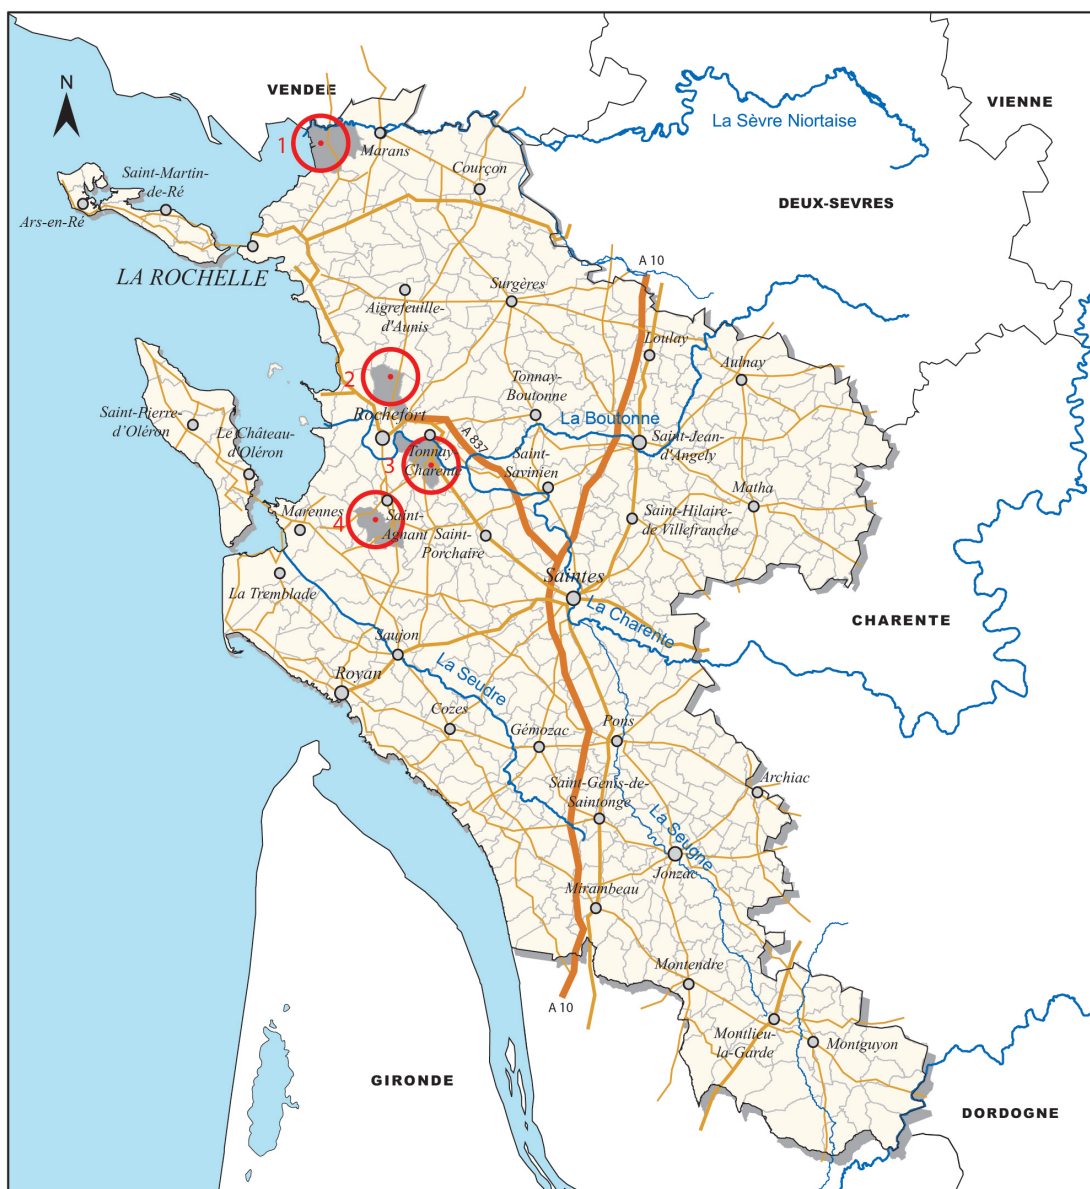 N
VENDEE
VIENNE
La Sèvre Niortaise
1
Marans
Courçon
Saint-Martin-
de-Ré
Ars-en-Ré
DEUX-SEVRES
LA ROCHELLE
A 10
Surgères
Aigrefeuille-
d'Aunis
Loulay
Aulnay
2
Tonnay-
Boutonne
La Boutonne
Rochefort
Saint-Pierre-
d'Oléron
Le Château-
d'Oléron
A 837
Saint-Jean-
d'Angely
3
Tonnay-
Charente
Saint-
Savinien
Matha
Marennes
4
Saint-
Agnant
Saint-
Porchaire
Saint-Hilaire-
de Villefranche
La Tremblade
Saintes
La Charente
CHARENTE
Saujon
La Seudre
Royan
Cozes
Gémozac
Pons
Saint-Genis-de-
Saintonge
Archiac
La Seugne
Jonzac
Mirambeau
Montendre
A 10
Montlieu-
la-Garde
Montguyon
GIRONDE
DORDOGNE